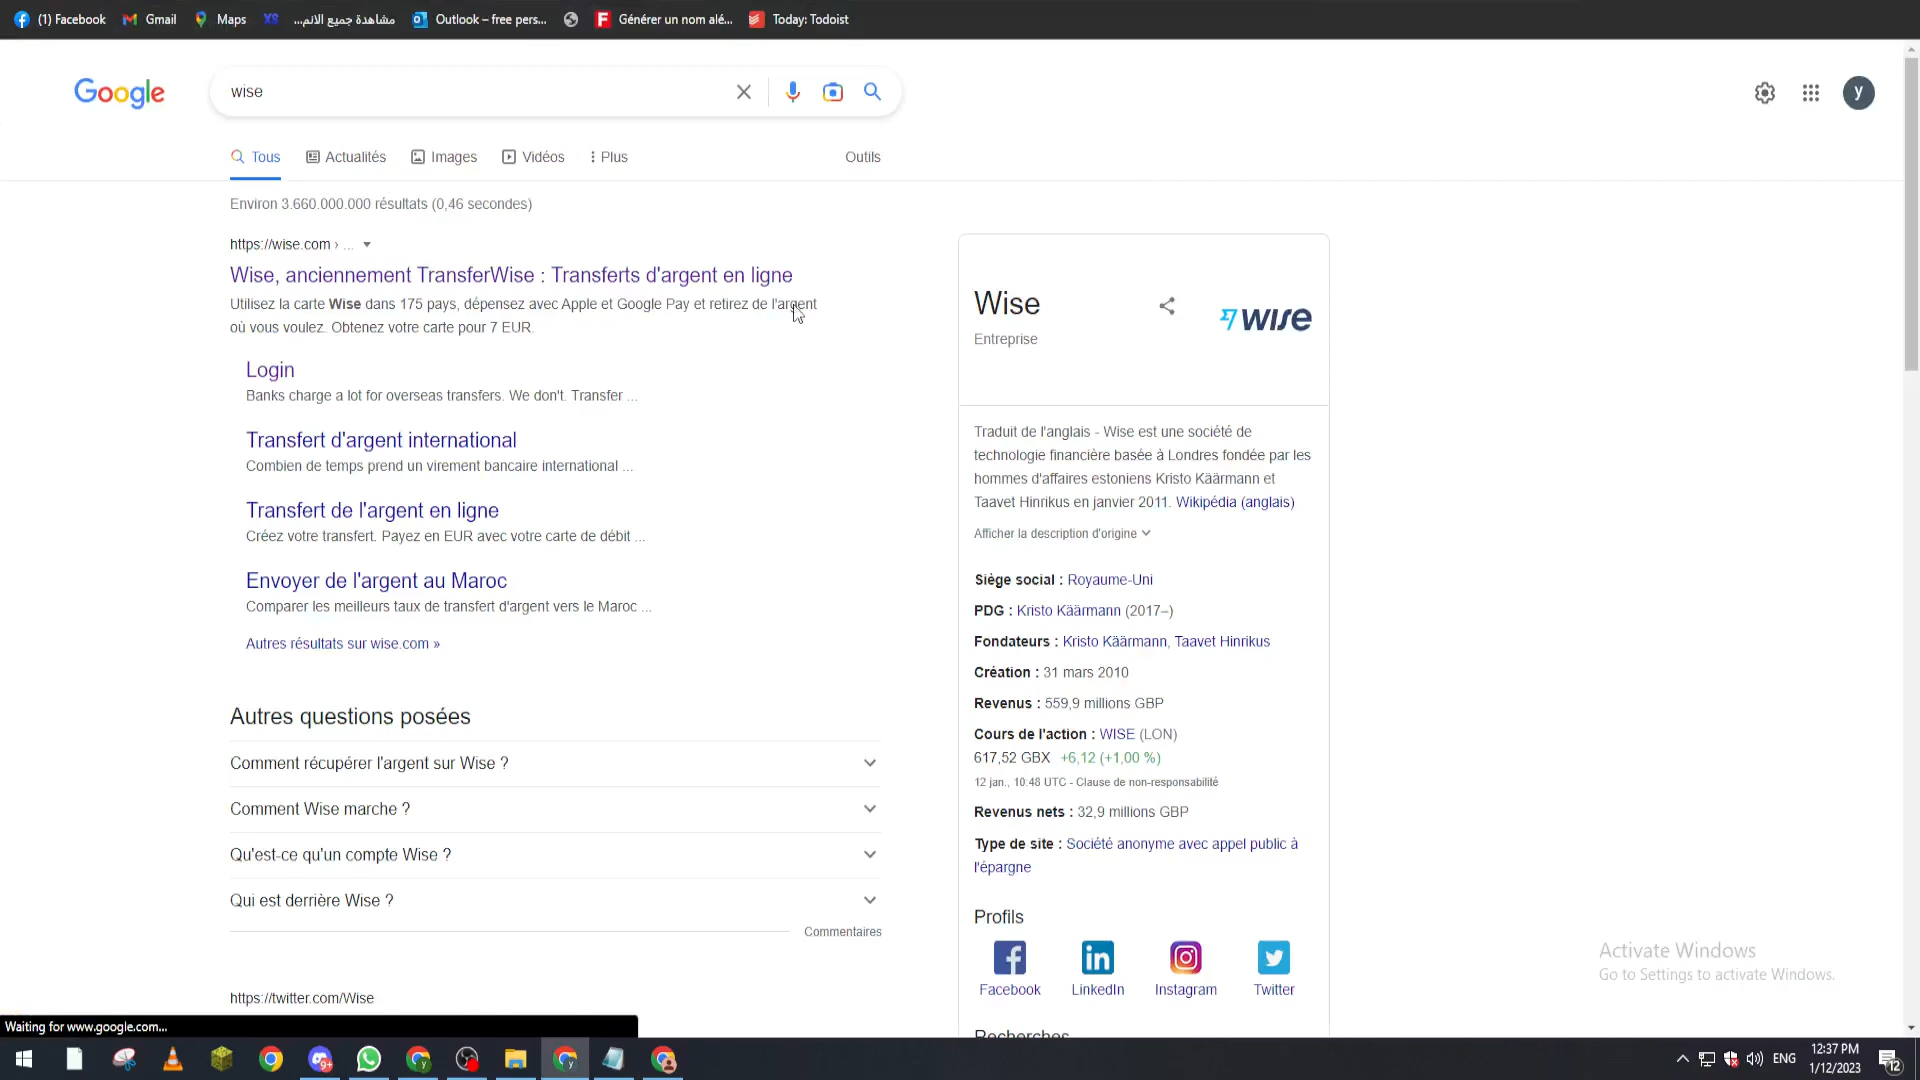 (1) Facebook
Gmail
Maps
مشاهدة جميع الانم...
Outlook – free pers...
Générer un nom alé...
Today: Todoist
Google
wise
y
Tous
Actualités
Images
Vidéos
Plus
Outils
Environ 3.660.000.000 résultats (0,46 secondes)
https://wise.com › ...
Wise, anciennement TransferWise : Transferts d'argent en ligne
Utilisez la carte Wise dans 175 pays, dépensez avec Apple et Google Pay et retirez de l'argent
où vous voulez. Obtenez votre carte pour 7 EUR.
Login
Banks charge a lot for overseas transfers. We don't. Transfer ...
Transfert d'argent international
Combien de temps prend un virement bancaire international ...
Transfert de l'argent en ligne
Créez votre transfert. Payez en EUR avec votre carte de débit ...
Envoyer de l'argent au Maroc
Comparer les meilleurs taux de transfert d'argent vers le Maroc ...
Autres résultats sur wise.com »
Autres questions posées
Comment récupérer l'argent sur Wise ?
Comment Wise marche ?
Qu'est-ce qu'un compte Wise ?
Qui est derrière Wise ?
Commentaires
https://twitter.com/Wise
Wise
Entreprise
WISE
Traduit de l'anglais - Wise est une société de
technologie financière basée à Londres fondée par les
hommes d'affaires estoniens Kristo Käärmann et
Taavet Hinrikus en janvier 2011. Wikipédia (anglais)
Afficher la description d'origine
Siège social : Royaume-Uni
PDG : Kristo Käärmann (2017–)
Fondateurs : Kristo Käärmann, Taavet Hinrikus
Création : 31 mars 2010
Revenus : 559,9 millions GBP
Cours de l'action : WISE (LON)
617,52 GBX +6,12 (+1,00 %)
12 jan., 10:48 UTC - Clause de non-responsabilité
Revenus nets : 32,9 millions GBP
Type de site : Société anonyme avec appel public à
l'épargne
Profils
Facebook
LinkedIn
Instagram
Twitter
Recherches
Activate Windows
Go to Settings to activate Windows.
Waiting for www.google.com...
ENG
12:37 PM
1/12/2023
12